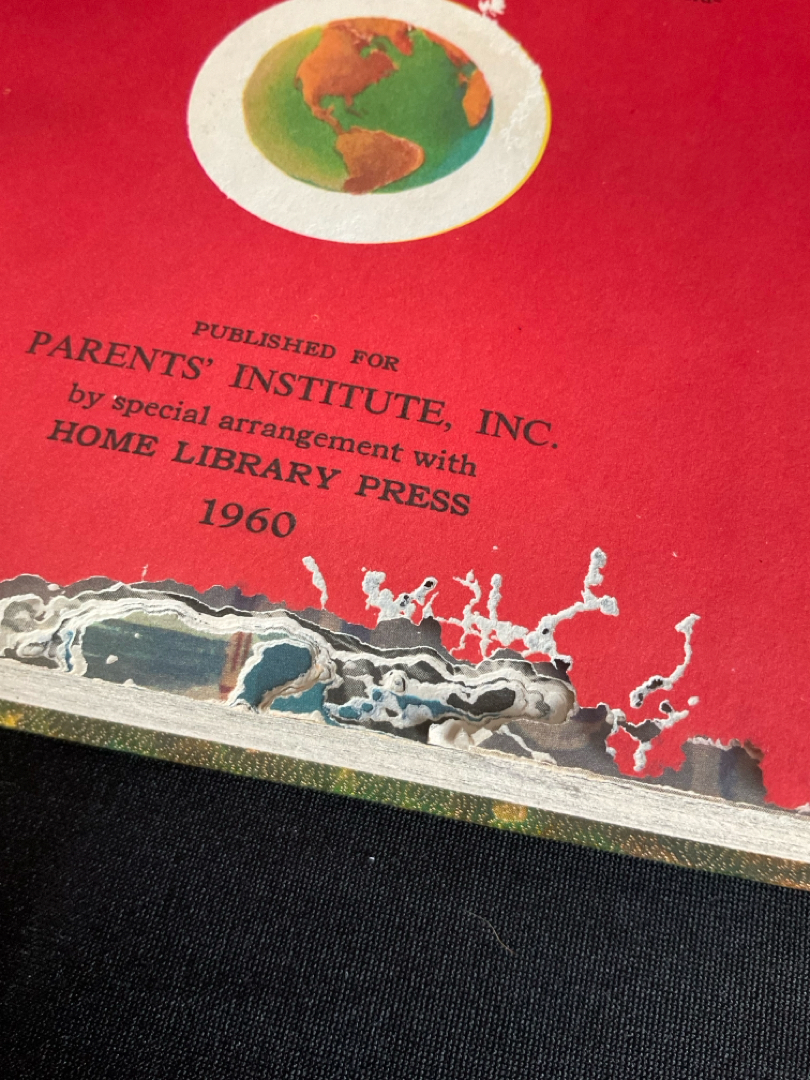 PUBLISHED FOR
PARENTS' INSTITUTE, INC.
by special arrangement with
HOME LIBRARY PRESS
1960